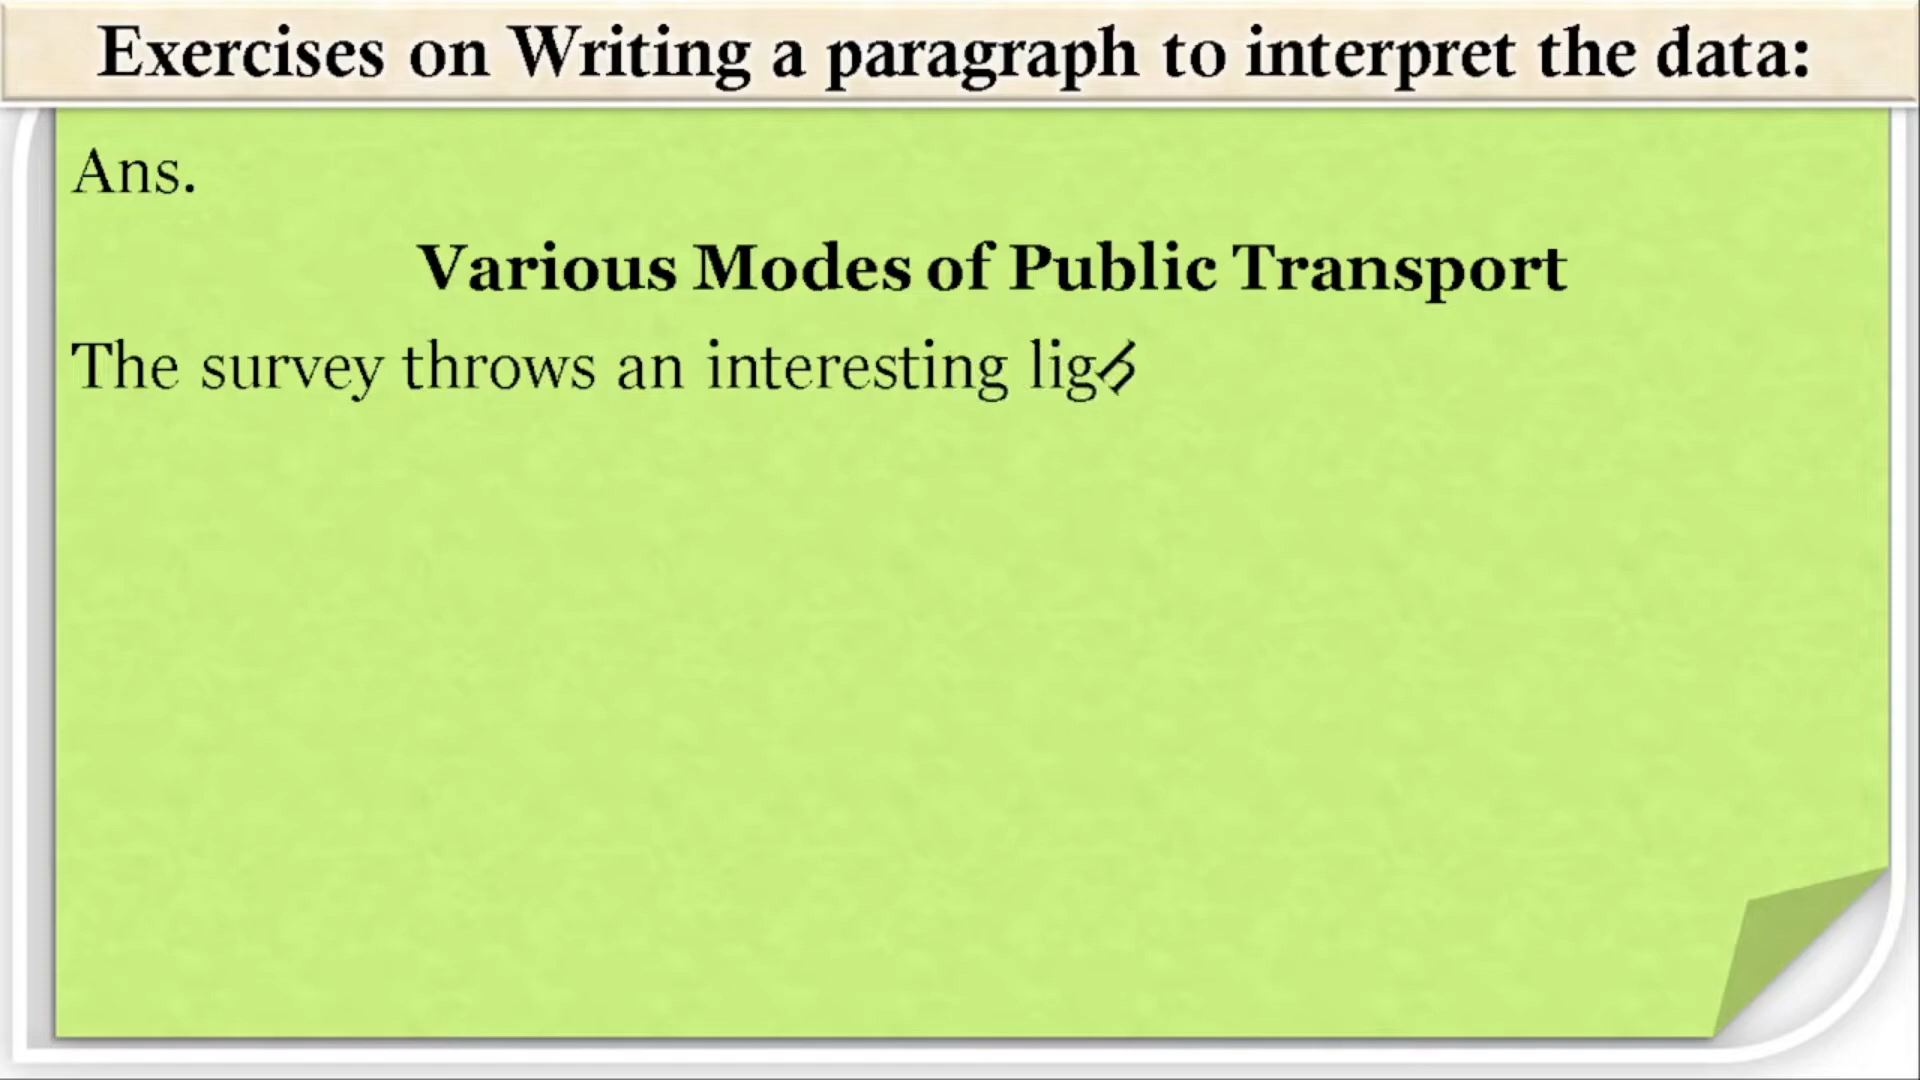 Exercises on Writing a paragraph to interpret the data:
Ans.
Various Modes of Public Transport
The survey throws an interesting ligh